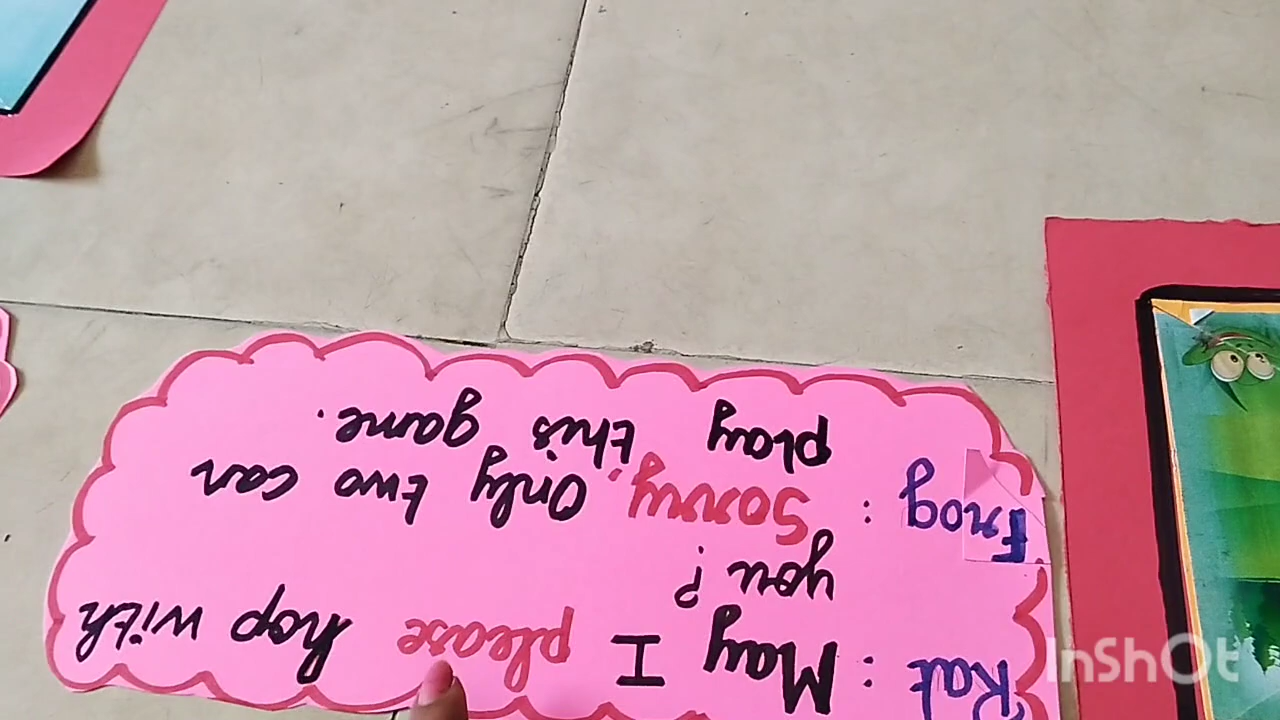 Rat : May I please hop with
you?
Frog : Sorry, Only two can
play this game.
InShOt